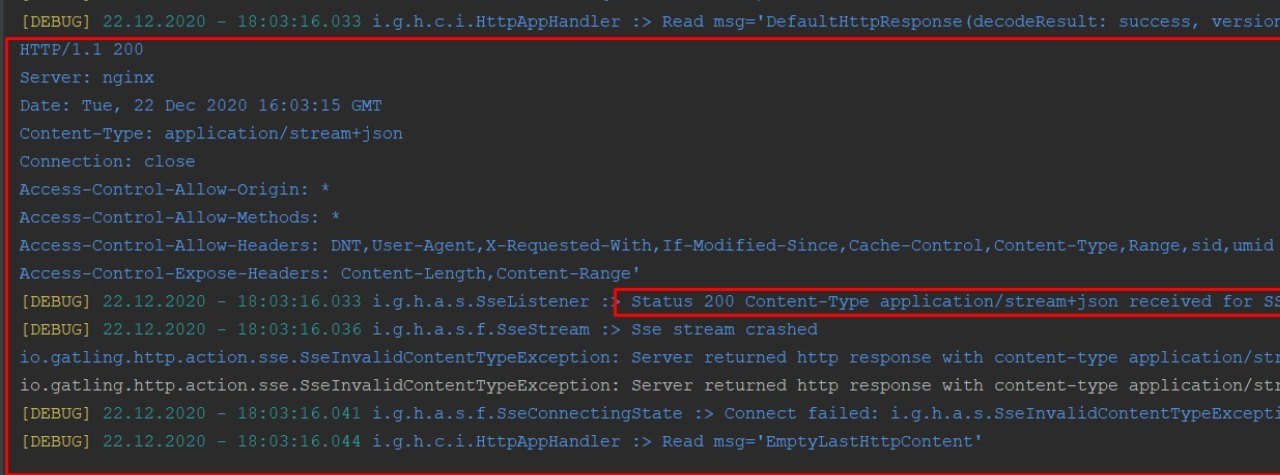 [DEBUG] 22.12.2020 - 18:03:16.033 i.g.h.c.i.HttpAppHandler :> Read msg='DefaultHttpResponse(decodeResult: success, version
HTTP/1.1 200
Server: nginx
Date: Tue, 22 Dec 2020 16:03:15 GMT
Content-Type: application/stream+json
Connection: close
Access-Control-Allow-Origin: *
Access-Control-Allow-Methods: *
Access-Control-Allow-Headers: DNT,User-Agent,X-Requested-With,If-Modified-Since,Cache-Control,Content-Type,Range,sid,umid
Access-Control-Expose-Headers: Content-Length,Content-Range'
[DEBUG] 22.12.2020 - 18:03:16.033 i.g.h.a.s.SseListener :> Status 200 Content-Type application/stream+json received for SS
[DEBUG] 22.12.2020 - 18:03:16.036 i.g.h.a.s.f.SseStream :> Sse stream crashed
io.gatling.http.action.sse.SseInvalidContentTypeException: Server returned http response with content-type application/str
io.gatling.http.action.sse.SseInvalidContentTypeException: Server returned http response with content-type application/str
[DEBUG] 22.12.2020 - 18:03:16.041 i.g.h.a.s.f.SseConnectingState :> Connect failed: i.g.h.a.s.SseInvalidContentTypeExcepti
[DEBUG] 22.12.2020 - 18:03:16.044 i.g.h.c.i.HttpAppHandler :> Read msg='EmptyLastHttpContent'